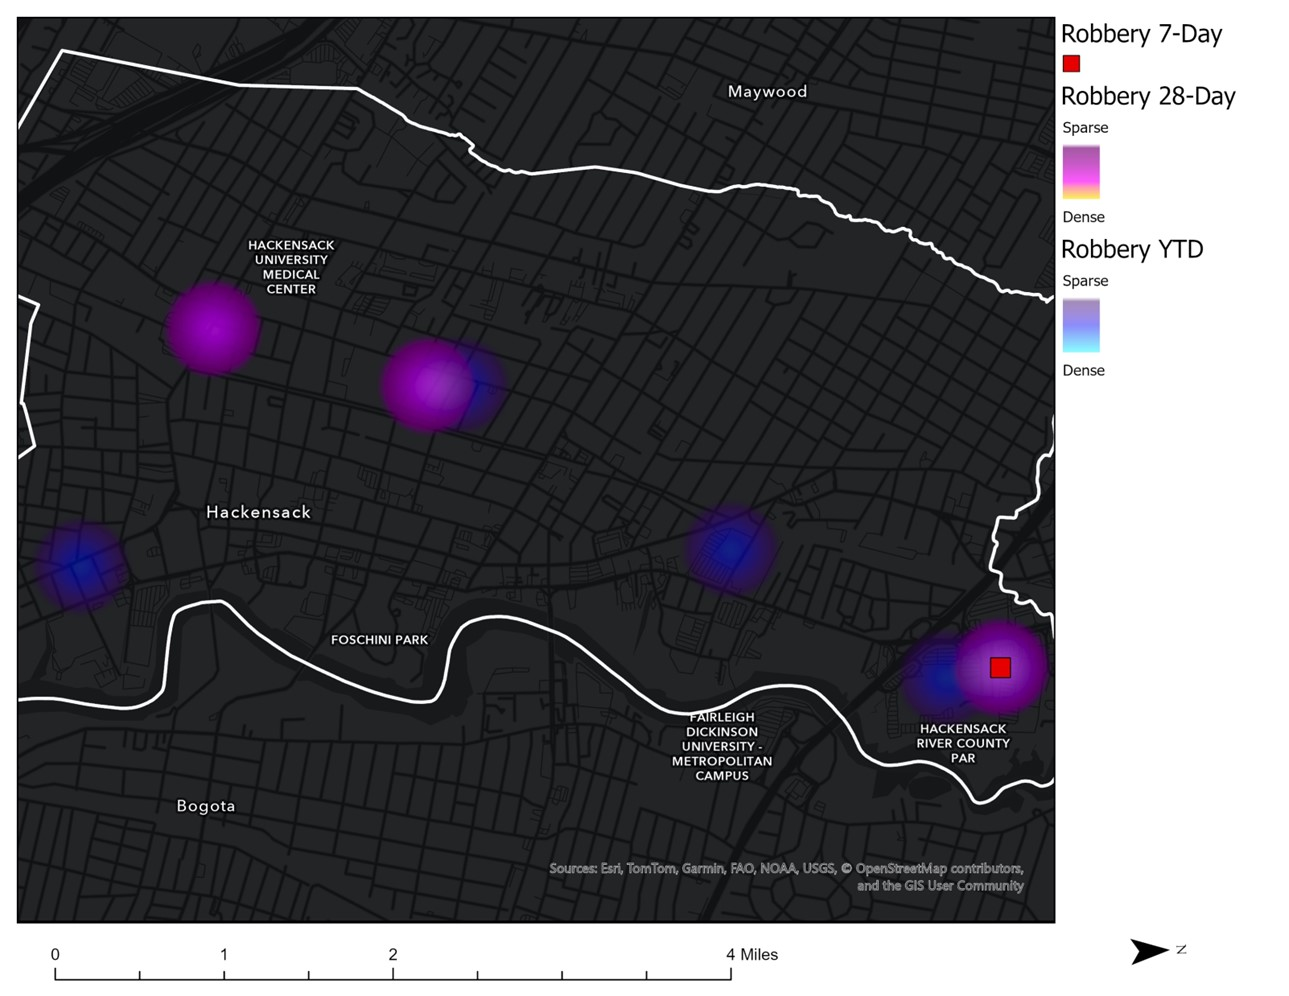 Robbery 7-Day
Robbery 28-Day
Sparse
Dense
Robbery YTD
Sparse
Dense
Maywood
HACKENSACK
UNIVERSITY
MEDICAL
CENTER
Hackensack
FOSCHINI PARK
FAIRLEIGH
DICKINSON
UNIVERSITY -
METROPOLITAN
CAMPUS
HACKENSACK
RIVER COUNTY
PAR
Bogota
Sources: Esri, TomTom, Garmin, FAO, NOAA, USGS, © OpenStreetMap contributors,
and the GIS User Community
0 1 2 4 Miles
N